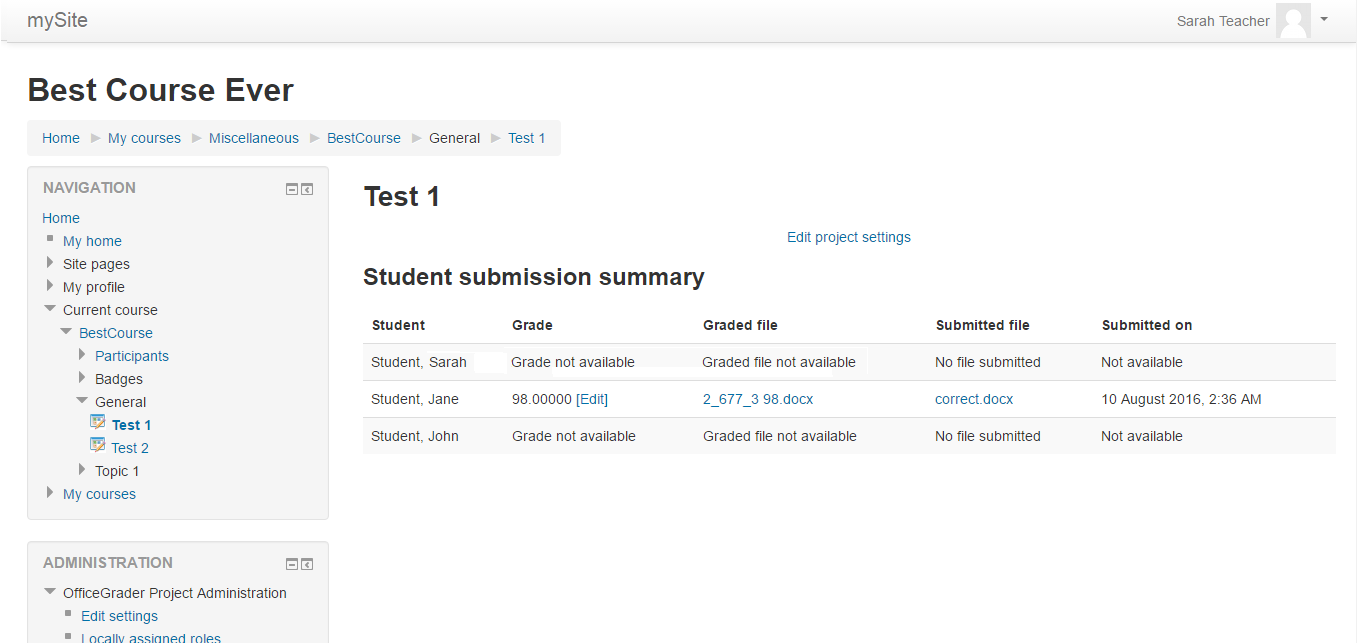 mySite
Sarah Teacher
Best Course Ever
Home My courses Miscellaneous BestCourse General Test 1
NAVIGATION
Home
My home
Site pages
My profile
Current course
BestCourse
Participants
Badges
General
Test 1
Test 2
Topic 1
My courses
ADMINISTRATION
OfficeGrader Project Administration
Edit settings
Locally assigned roles
Test 1
Edit project settings
Student submission summary
Student Grade Graded file Submitted file Submitted on
Student, Sarah Grade not available Graded file not available No file submitted Not available
Student, Jane 98.00000 [Edit] 2_677_3 98.docx correct.docx 10 August 2016, 2:36 AM
Student, John Grade not available Graded file not available No file submitted Not available